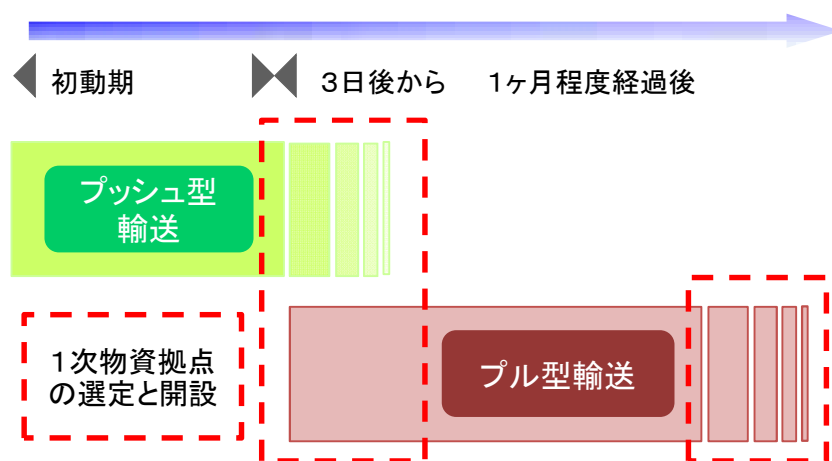 初動期
3日後から
1ヶ月程度経過後
プッシュ型
輸送
1次物資拠点
の選定と開設
プル型輸送